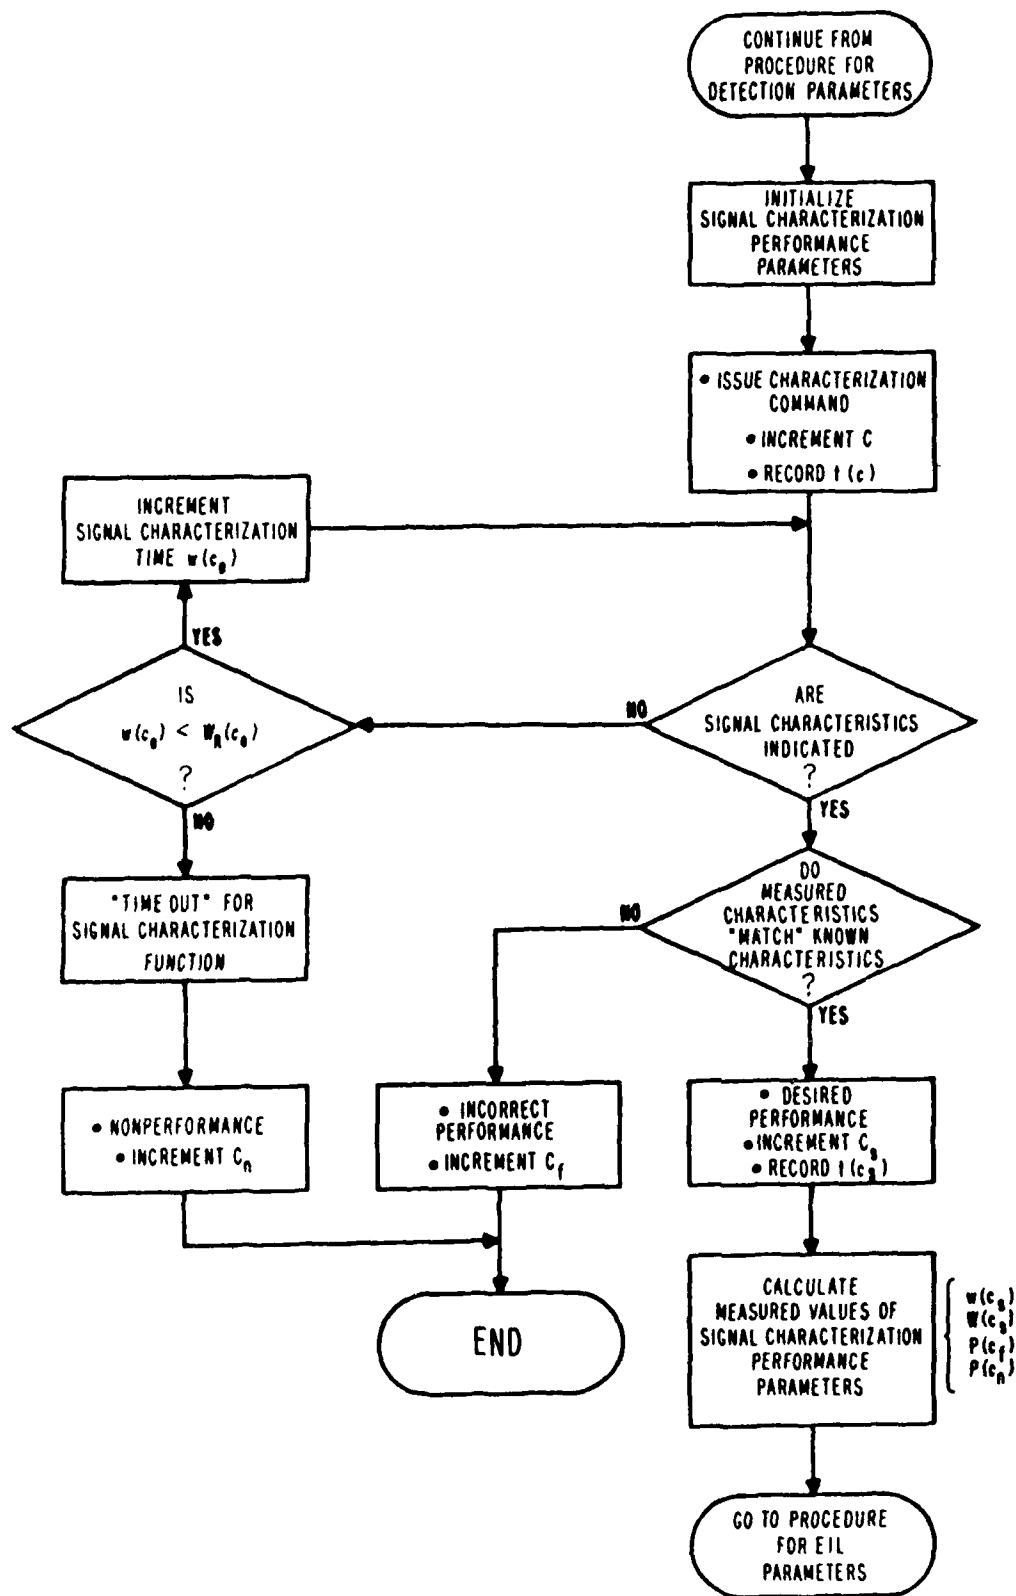 CONTINUE FROM
PROCEDURE FOR
DETECTION PARAMETERS
INITIALIZE
SIGNAL CHARACTERIZATION
PERFORMANCE
PARAMETERS
• ISSUE CHARACTERIZATION
COMMAND
• INCREMENT C
• RECORD t(c)
INCREMENT
SIGNAL CHARACTERIZATION
TIME w(cₛ)
YES
IS
w(cₛ) < W_R(cₛ)
?
NO
ARE
SIGNAL CHARACTERISTICS
INDICATED
?
NO
YES
DO
MEASURED
CHARACTERISTICS
"MATCH" KNOWN
CHARACTERISTICS
?
NO
YES
"TIME OUT" FOR
SIGNAL CHARACTERIZATION
FUNCTION
• NONPERFORMANCE
• INCREMENT Cₙ
• INCORRECT
PERFORMANCE
• INCREMENT C_f
• DESIRED
PERFORMANCE
• INCREMENT Cₛ
• RECORD t(cₛ)
END
CALCULATE
MEASURED VALUES OF
SIGNAL CHARACTERIZATION
PERFORMANCE
PARAMETERS
w(cₛ)
W(cₛ)
P(c_f)
P(cₙ)
GO TO PROCEDURE
FOR EIL
PARAMETERS